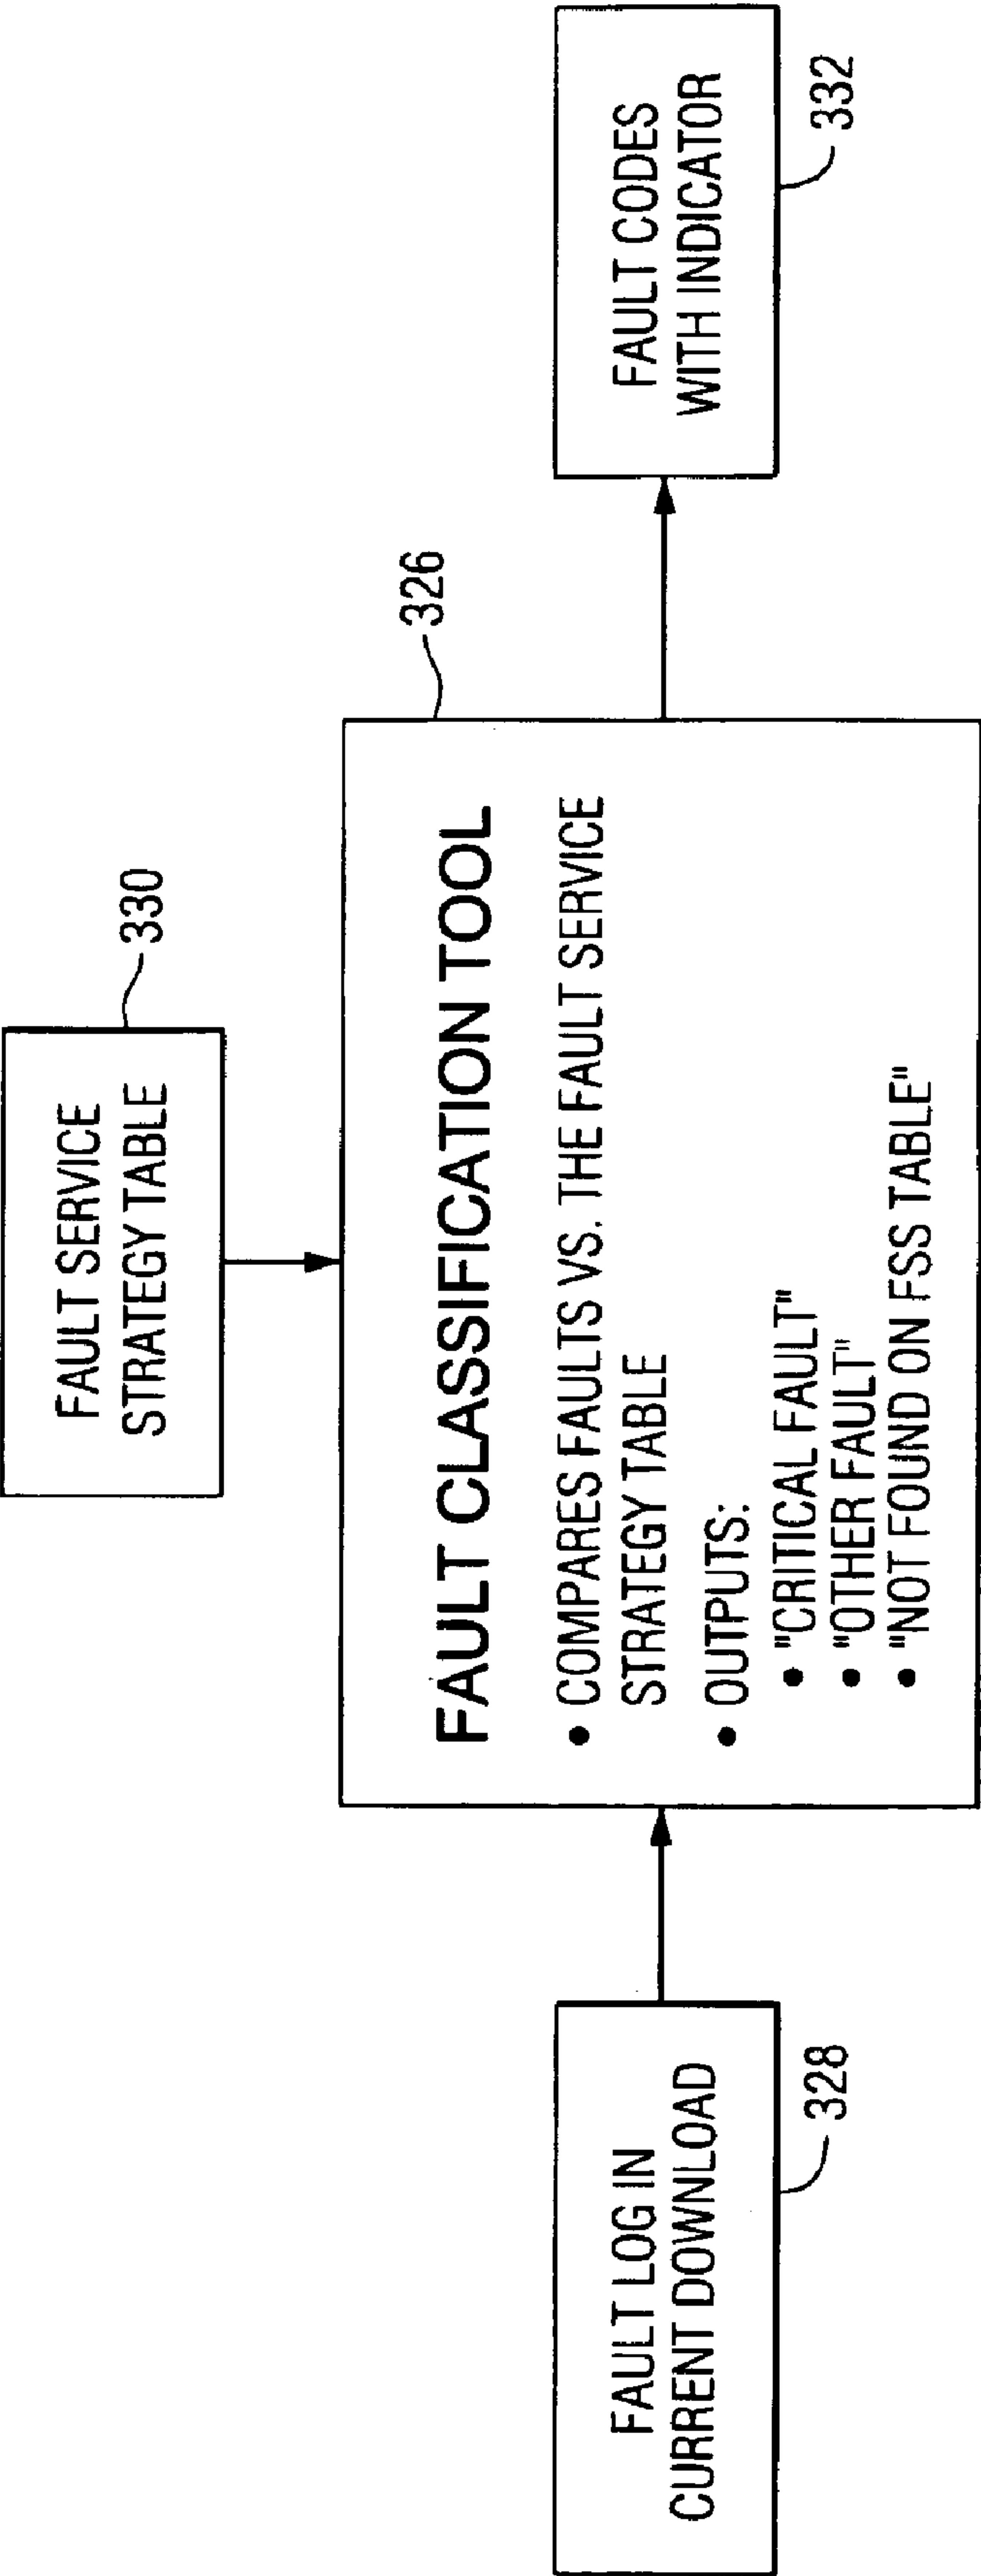 FAULT SERVICE
STRATEGY TABLE
330
326
FAULT CLASSIFICATION TOOL
• COMPARES FAULTS VS. THE FAULT SERVICE
STRATEGY TABLE
• OUTPUTS:
• "CRITICAL FAULT"
• "OTHER FAULT"
• "NOT FOUND ON FSS TABLE"
FAULT LOG IN
CURRENT DOWNLOAD
328
FAULT CODES
WITH INDICATOR
332